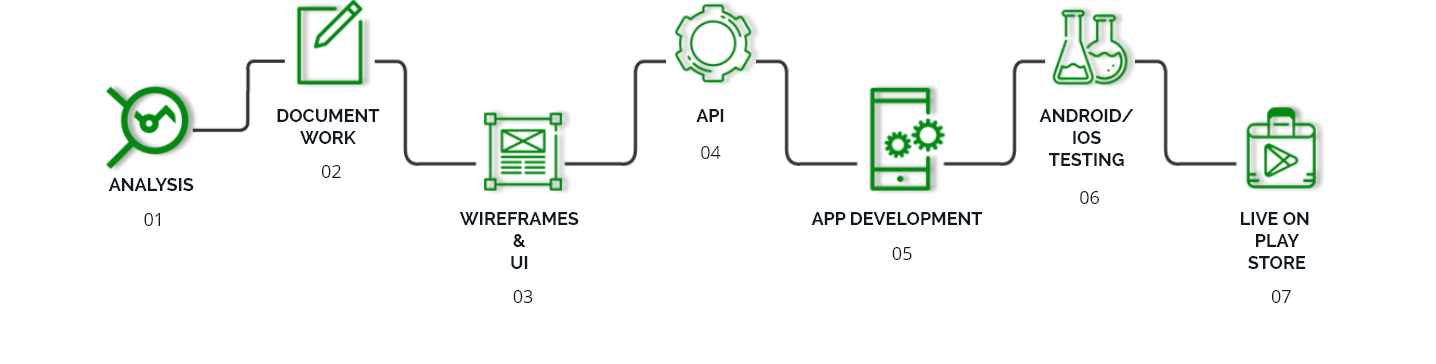 ANALYSIS
01
DOCUMENT
WORK
02
WIREFRAMES
&
UI
03
API
04
APP DEVELOPMENT
05
ANDROID/
IOS
TESTING
06
LIVE ON
PLAY
STORE
07